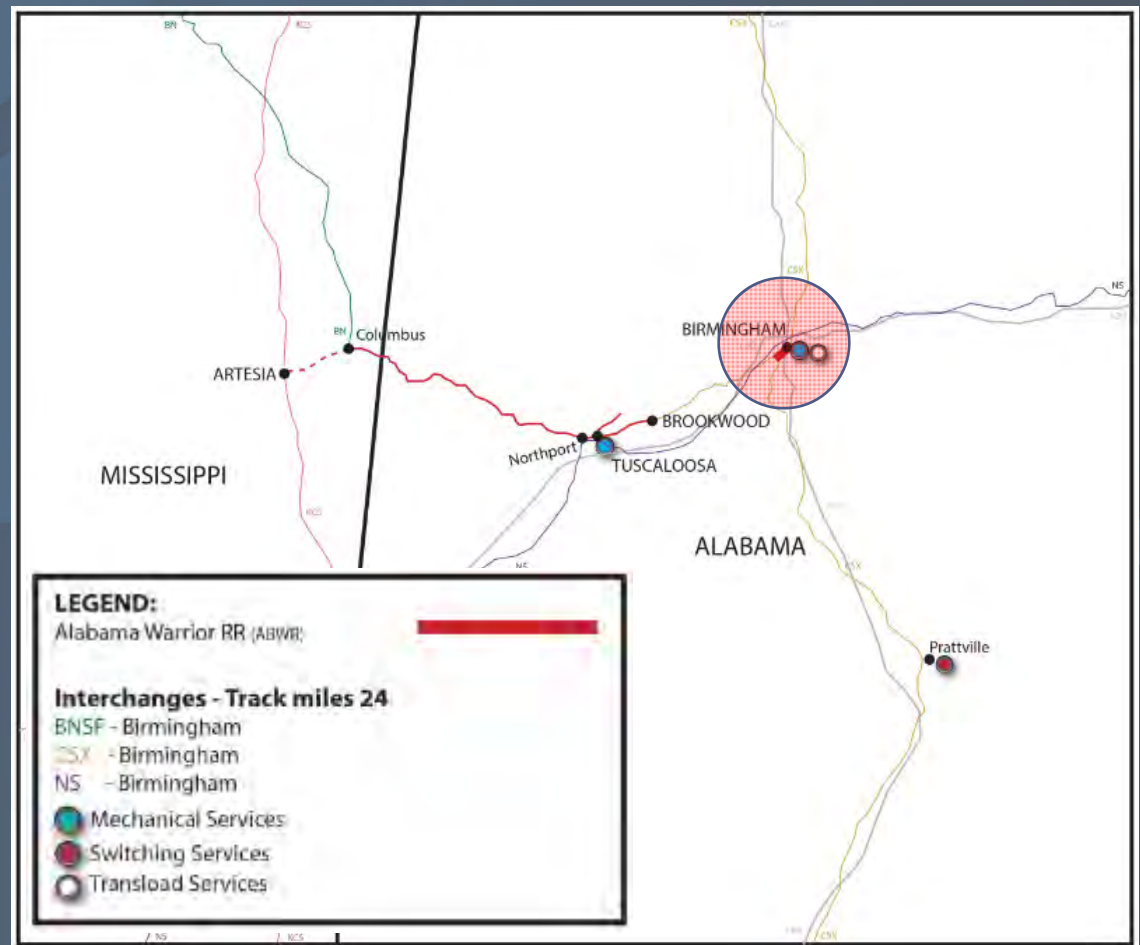 BN
KCS
CSX
CSX
NS
BIRMINGHAM
BN
Columbus
ARTESIA
BROOKWOOD
Northport
TUSCALOOSA
MISSISSIPPI
KCS
ALABAMA
NS
CSX
Prattville
LEGEND:
Alabama Warrior RR (ABWR)
Interchanges - Track miles 24
BNSF - Birmingham
CSX - Birmingham
NS - Birmingham
Mechanical Services
Switching Services
Transload Services
NS
KCS
CSX